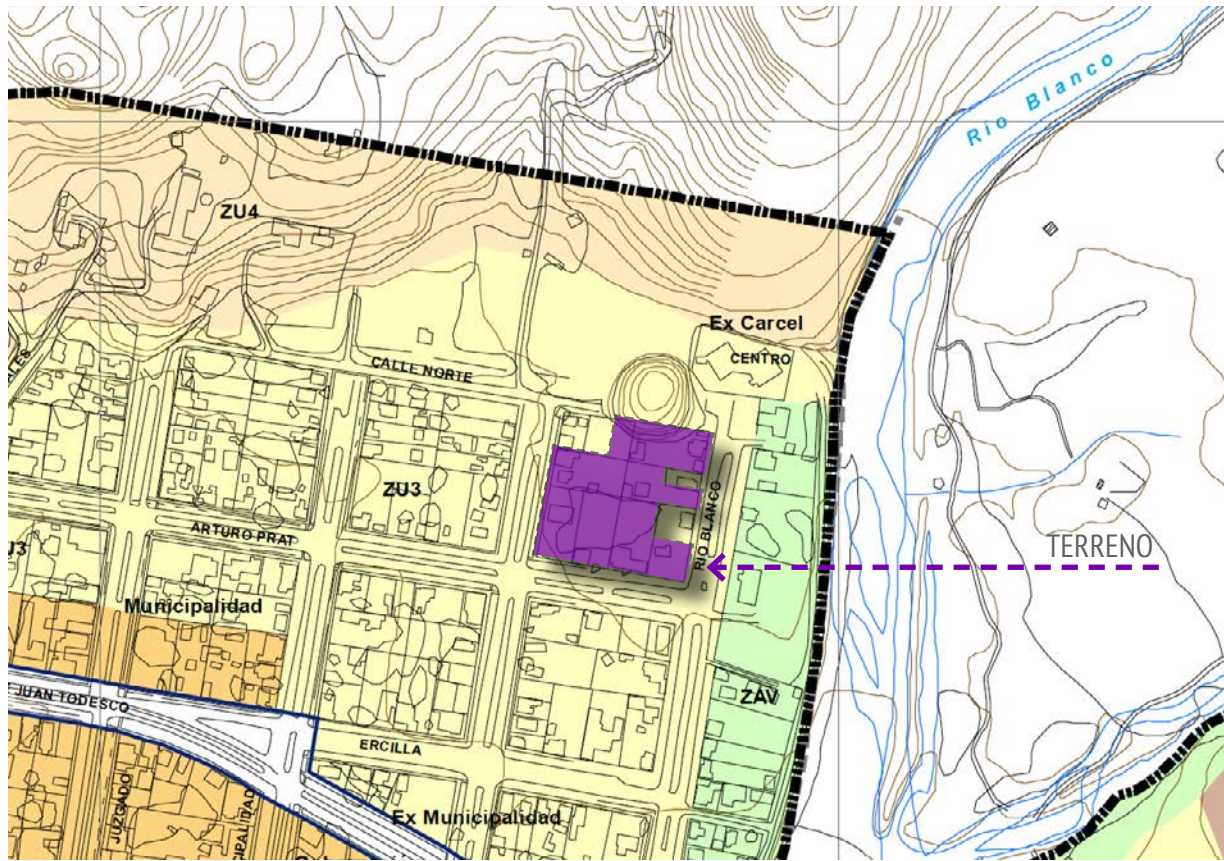 Río Blanco
ZU4
Ex Carcel
CENTRO
CALLE NORTE
ZU3
RIO BLANCO
ARTURO PRAT
TERRENO
Municipalidad
ZAV
JUAN TODESCO
ERCILLA
JUZGADO
Ex Municipalidad